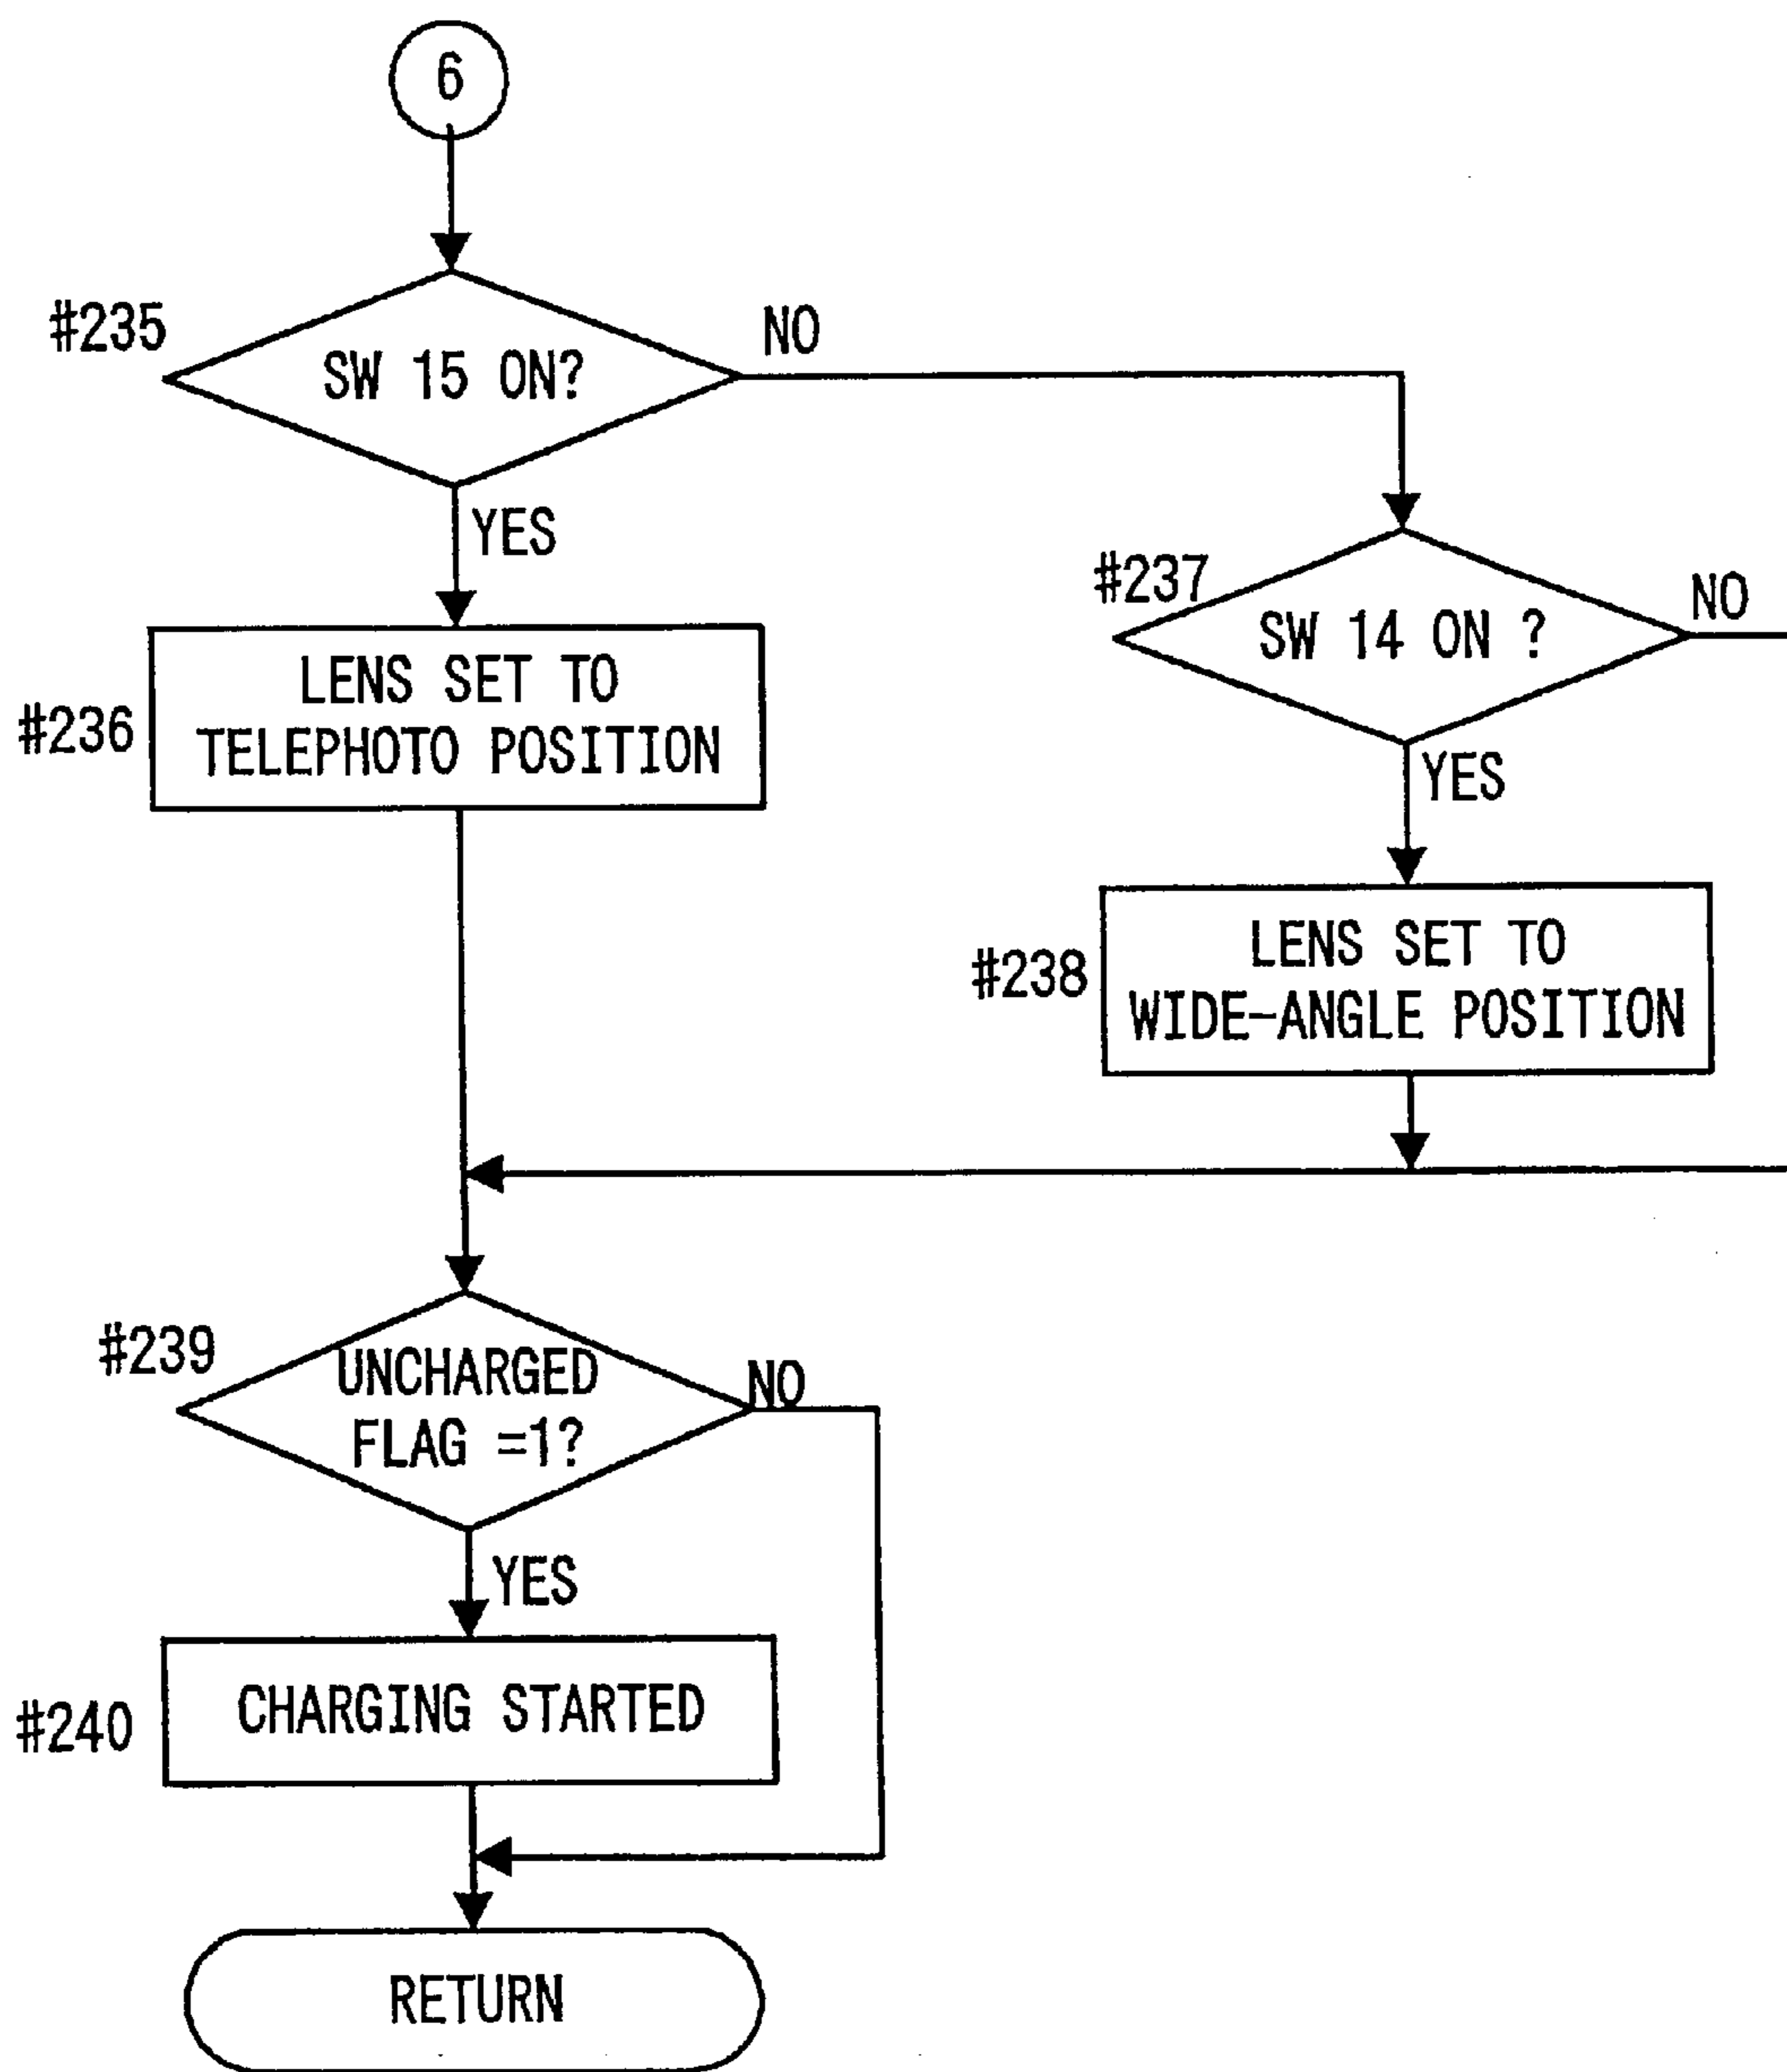 6
#235
SW 15 ON?
NO
YES
#236
LENS SET TO
TELEPHOTO POSITION
#237
SW 14 ON ?
NO
YES
#238
LENS SET TO
WIDE-ANGLE POSITION
#239
UNCHARGED
FLAG =1?
NO
YES
#240
CHARGING STARTED
RETURN